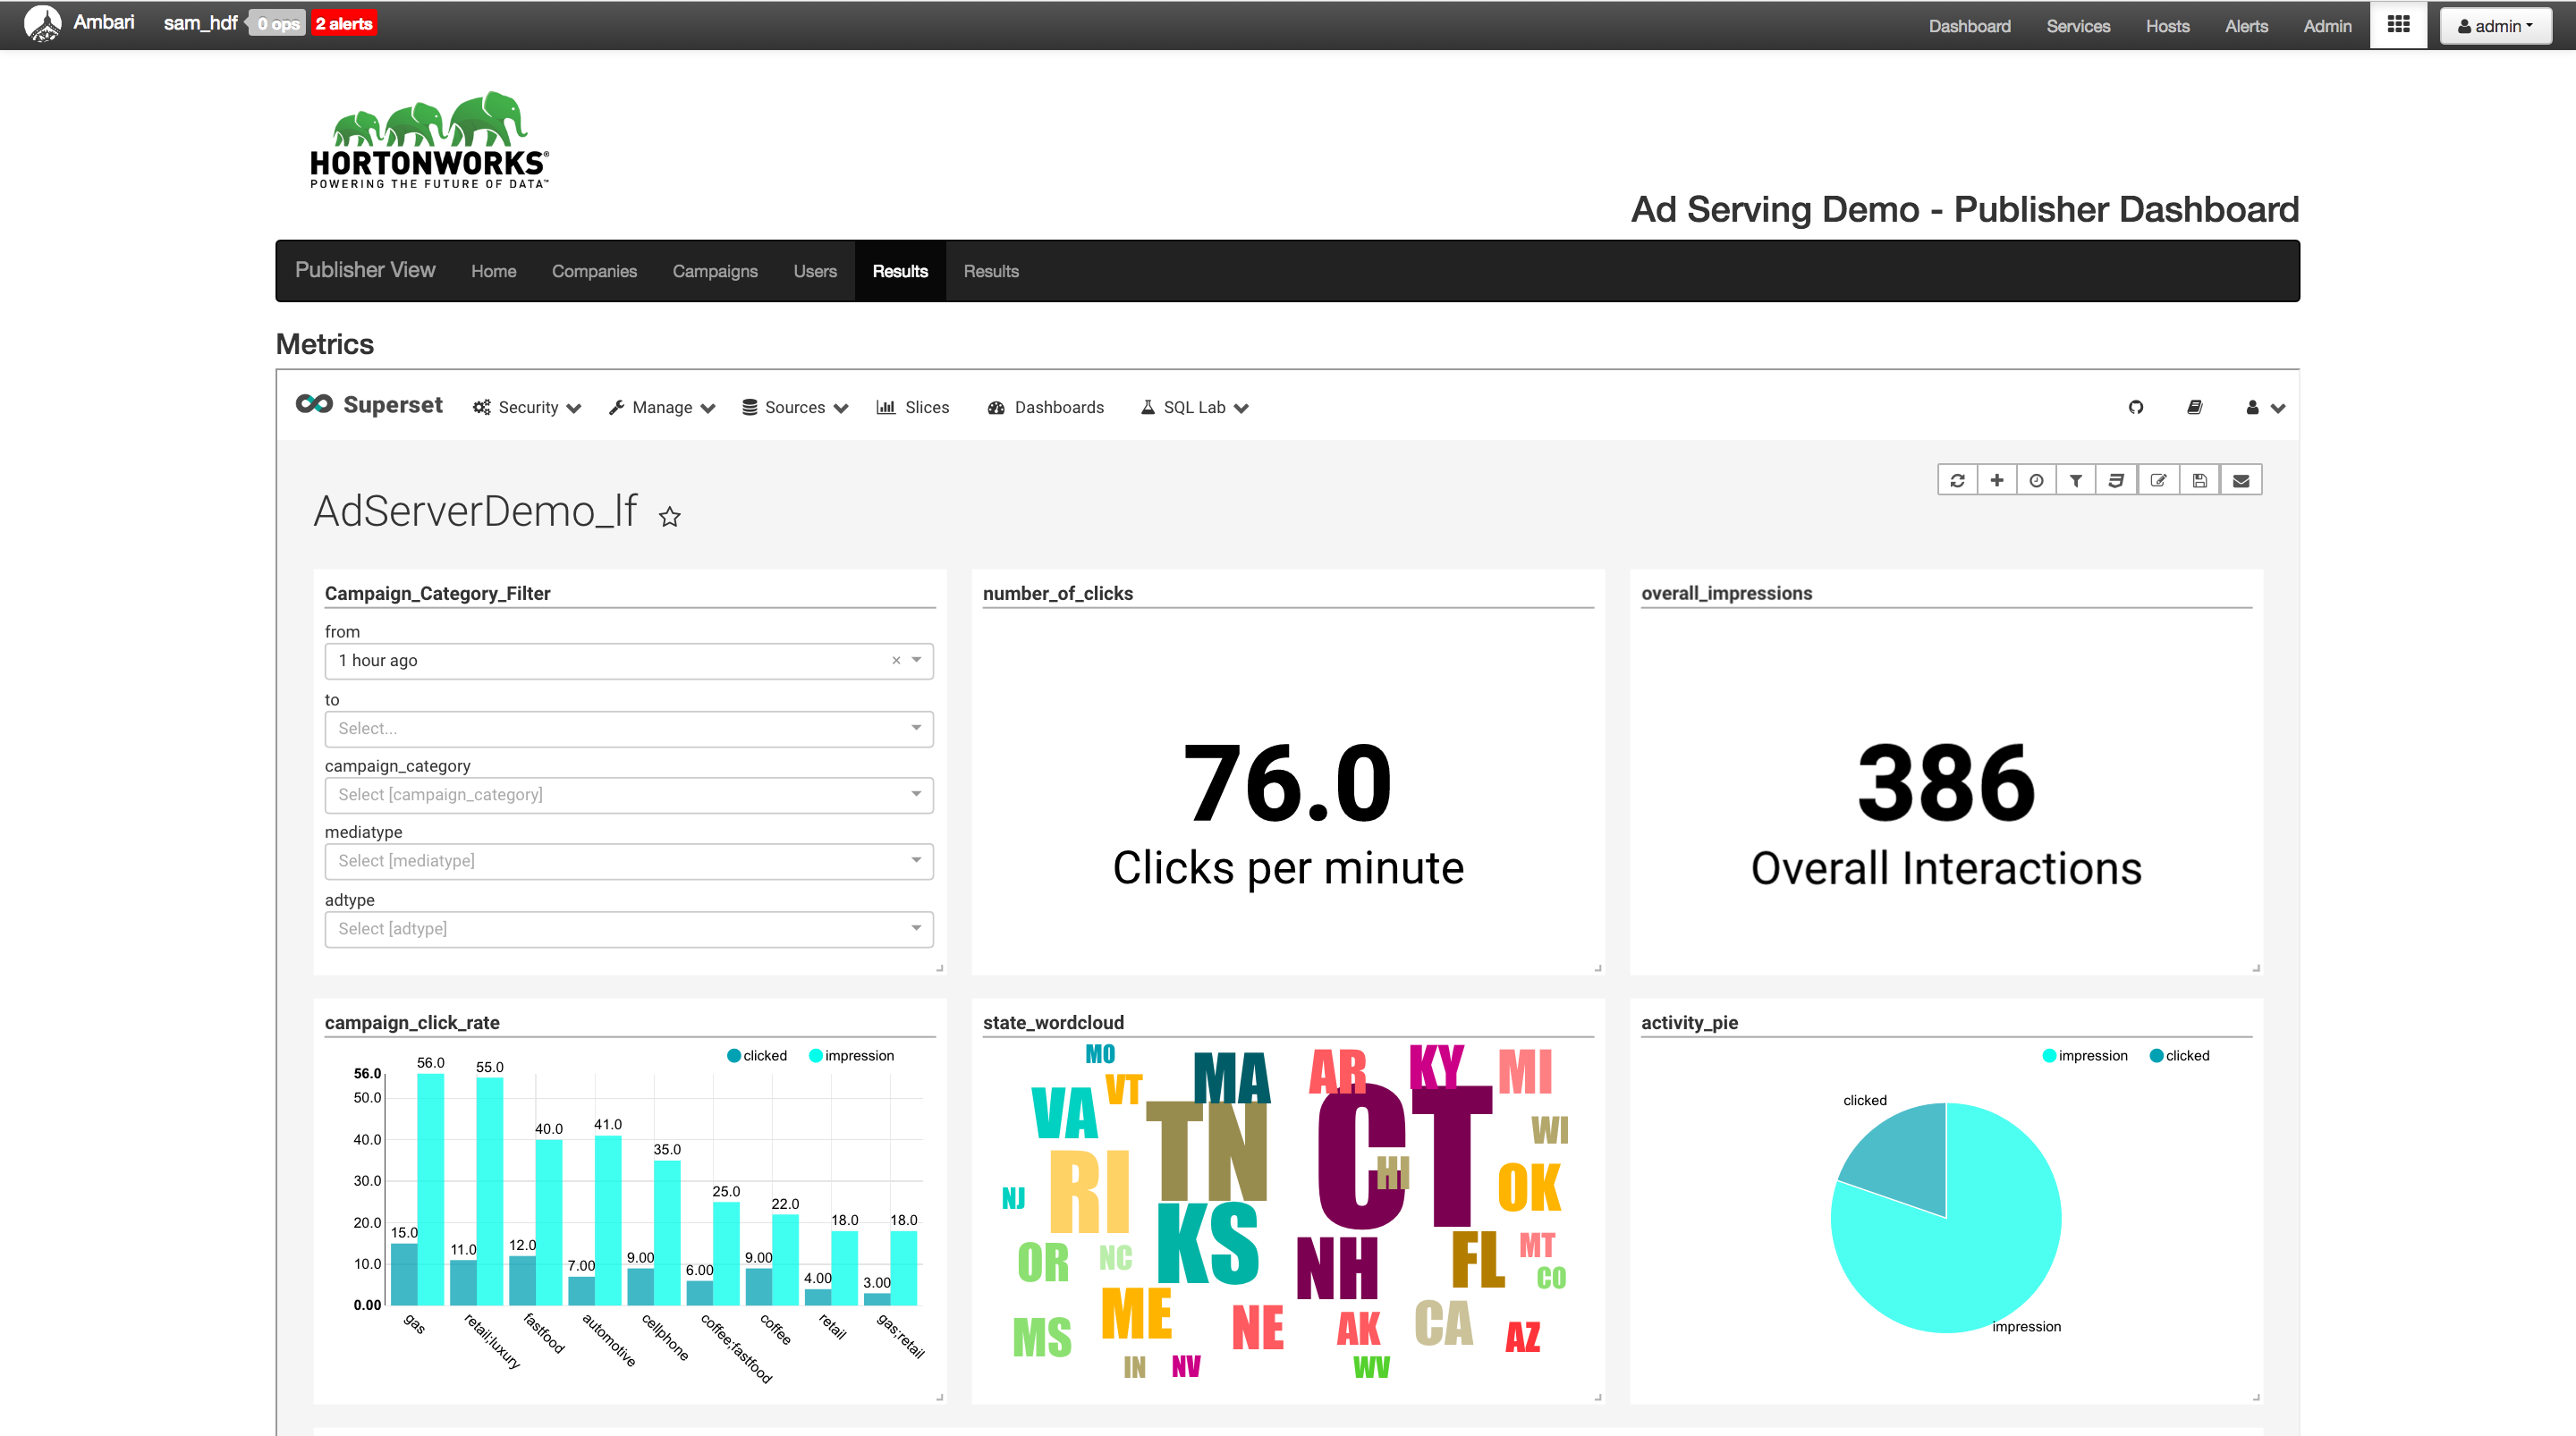 Ambari sam_hdf 0 ops 2 alerts Dashboard Services Hosts Alerts Admin admin
HORTONWORKS®
POWERING THE FUTURE OF DATA™
Ad Serving Demo - Publisher Dashboard
Publisher View Home Companies Campaigns Users Results Results
Metrics
Superset Security Manage Sources Slices Dashboards SQL Lab
AdServerDemo_lf
Campaign_Category_Filter
from
1 hour ago ×
to
Select...
campaign_category
Select [campaign_category]
mediatype
Select [mediatype]
adtype
Select [adtype]
number_of_clicks
76.0
Clicks per minute
overall_impressions
386
Overall Interactions
campaign_click_rate
clicked impression
56.0 55.0
56.0
50.0
40.0 41.0
40.0
35.0
30.0
25.0 22.0
20.0 18.0 18.0
15.0 11.0 12.0 7.00 9.00 6.00 9.00 4.00 3.00
10.0
0.00
gas retail;luxury fastfood automotive cellphone coffee;fastfood coffee retail gas;retail
state_wordcloud
MO MA AR KY MI
VA VT TN CT WI
NJ RI HI OK
OR NC KS NH FL MT CO
MS ME NE AK CA AZ
IN NV WV
activity_pie
impression clicked
clicked
impression